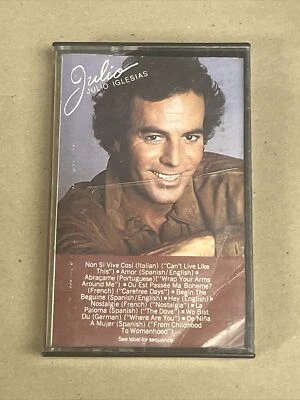 Julio
JULIO IGLESIAS
Non Si Vive Cosi (Italian) ("Can't Live Like
This") • Amor (Spanish/English) •
Abraçame (Portuguese) ("Wrap Your Arms
Around Me") • Ou Est Passée Ma Boheme?
(French) ("Carefree Days") • Begin The
Beguine (Spanish/English) • Hey (English) •
Nostalgie (French) ("Nostalgia") • La
Paloma (Spanish) ("The Dove") • Wo Bist
Du (German) ("Where Are You") • De Niña
A Mujer (Spanish) ("From Childhood
To Womanhood")
See label for sequence